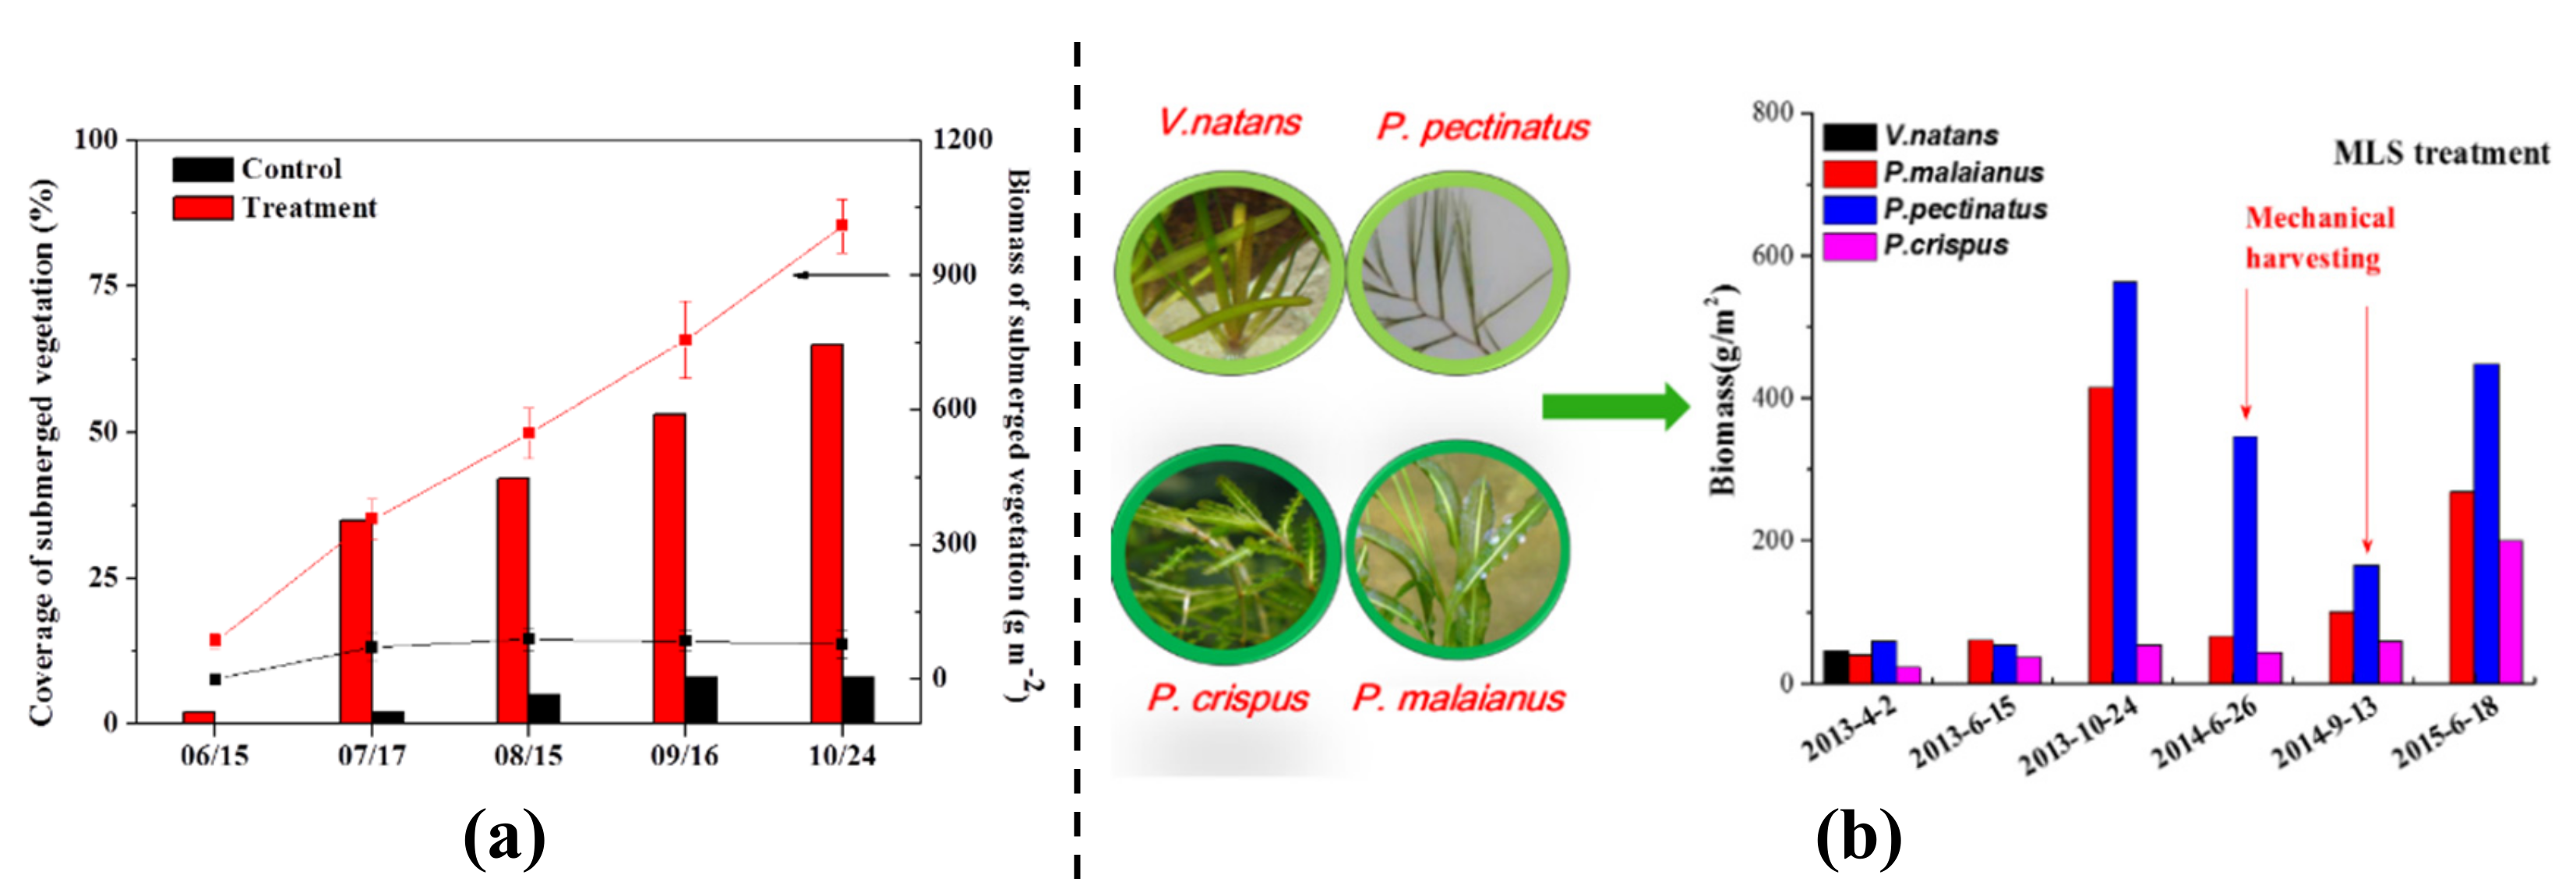 100
75
50
25
0
Coverage of submerged vegetation (%)
Control
Treatment
1200
900
600
300
0
Biomass of submerged vegetation (g m-2)
06/15
07/17
08/15
09/16
10/24
(a)
V.natans
P. pectinatus
P. crispus
P. malaianus
800
600
400
200
0
Biomass(g/m²)
V.natans
P.malaianus
P.pectinatus
P.crispus
MLS treatment
Mechanical
harvesting
2013-4-2
2013-6-15
2013-10-24
2014-6-26
2014-9-13
2015-6-18
(b)